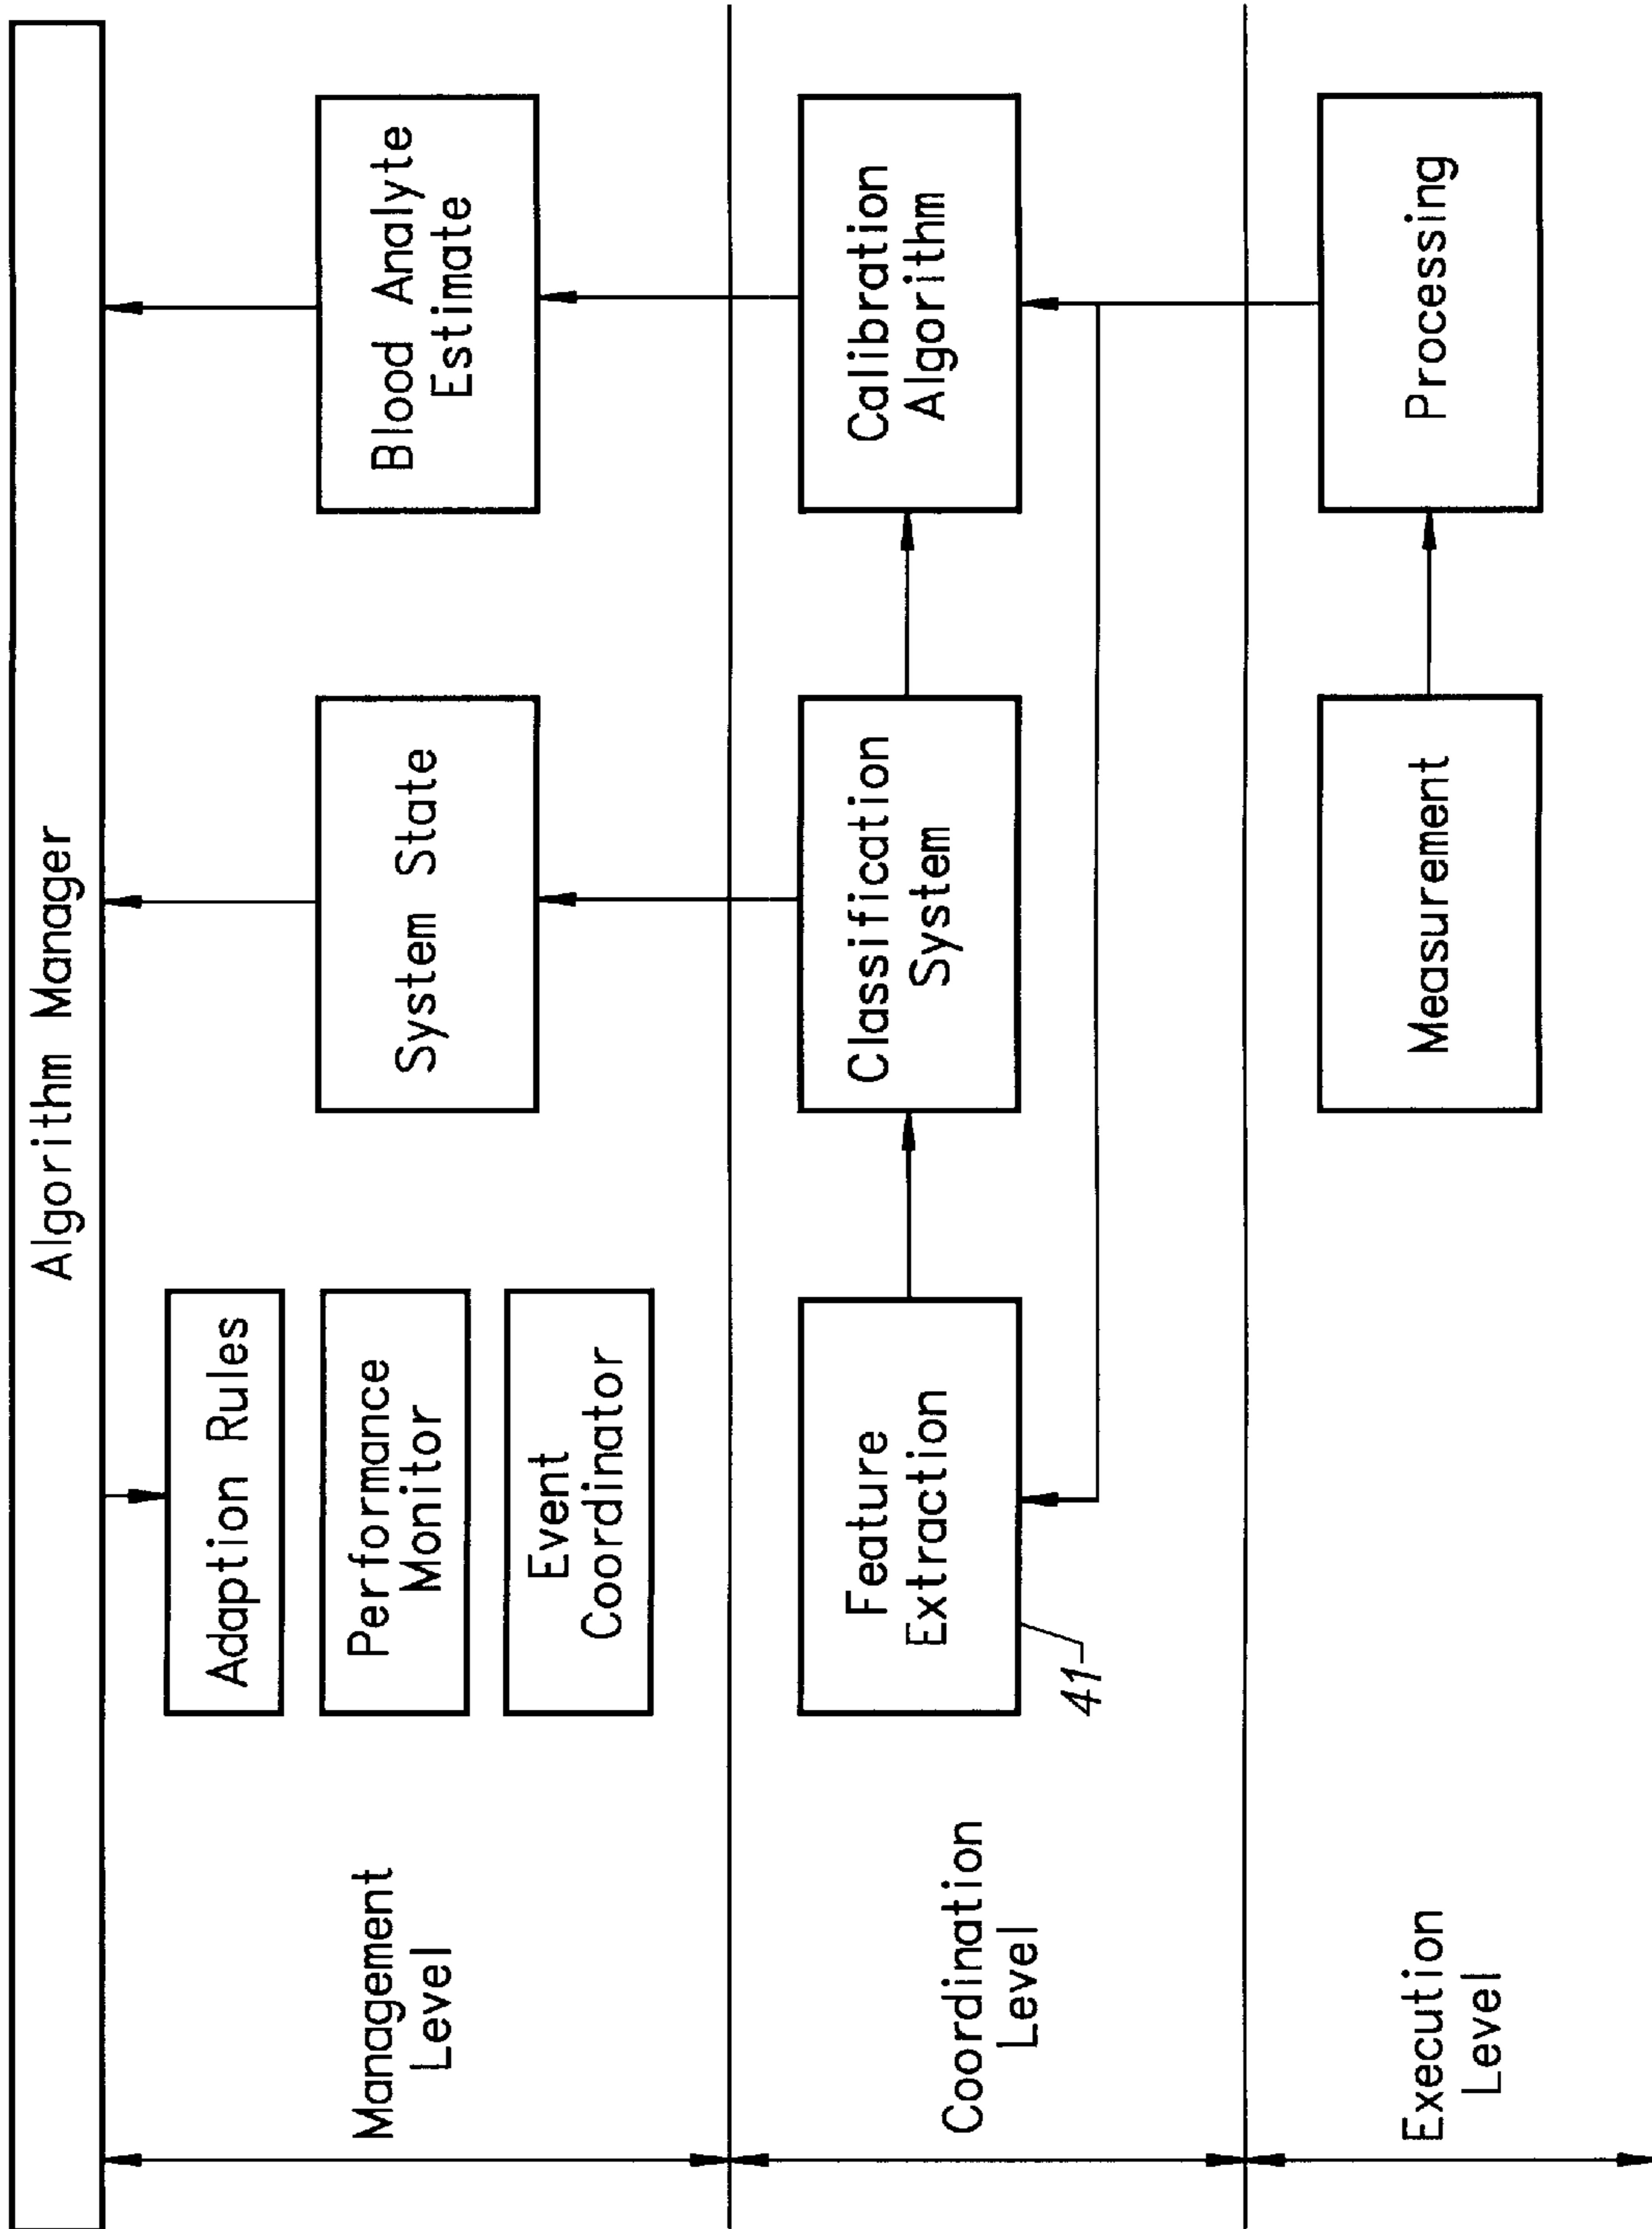 Algorithm Manager
Management
Level
Adaption Rules
Performance
Monitor
Event
Coordinator
System State
Blood Analyte
Estimate
Coordination
Level
Feature
Extraction
41
Classification
System
Calibration
Algorithm
Execution
Level
Measurement
Processing